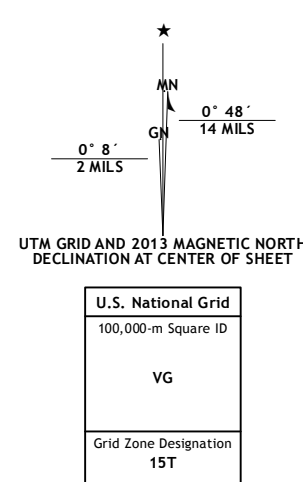 ★
MN
0° 48´
14 MILS
GN
0° 8´
2 MILS
UTM GRID AND 2013 MAGNETIC NORTH
DECLINATION AT CENTER OF SHEET
U.S. National Grid
100,000-m Square ID
VG
Grid Zone Designation
15T